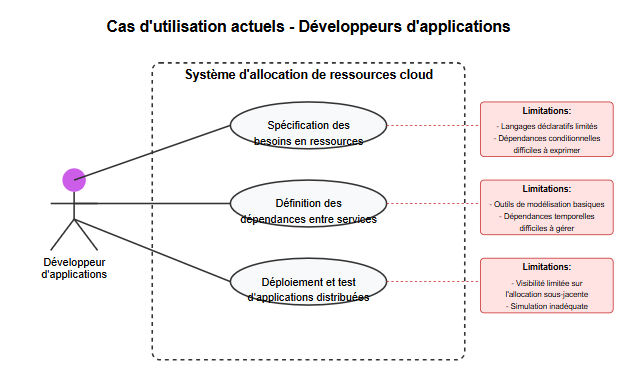 Cas d'utilisation actuels - Développeurs d'applications
Système d'allocation de ressources cloud
Spécification des
besoins en ressources
Limitations:
- Langages déclaratifs limités
- Dépendances conditionnelles
difficiles à exprimer
Définition des
dépendances entre services
Limitations:
- Outils de modélisation basiques
- Dépendances temporelles
difficiles à gérer
Développeur
d'applications
Déploiement et test
d'applications distribuées
Limitations:
- Visibilité limitée sur
l'allocation sous-jacente
- Simulation inadéquate